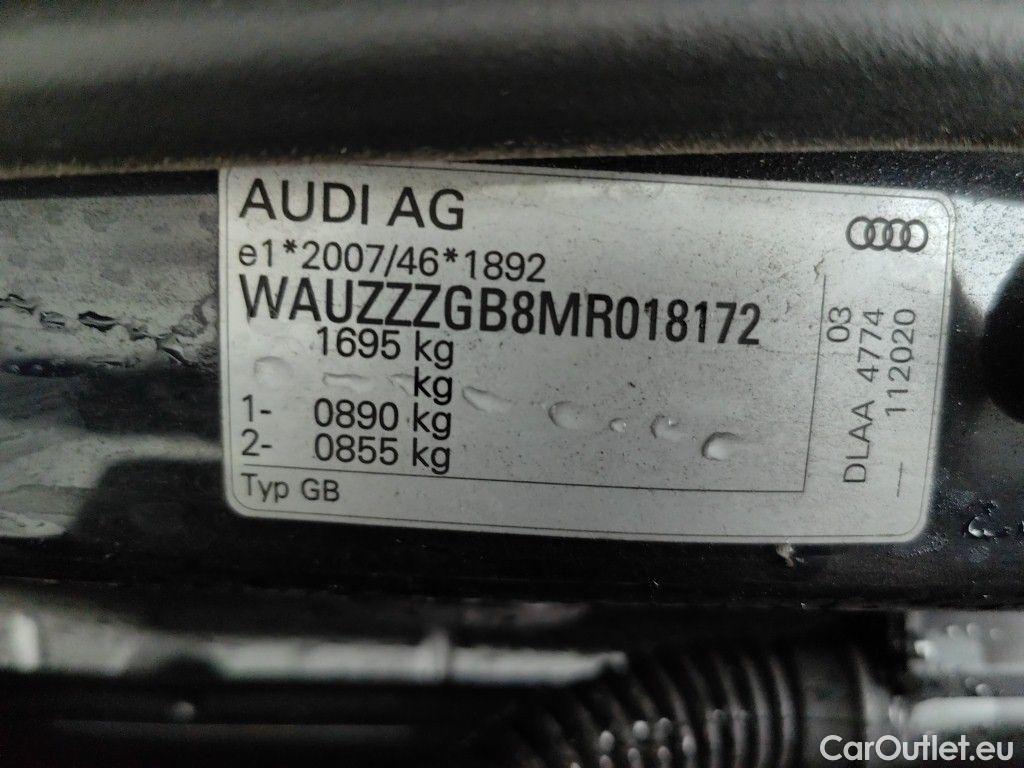 AUDI AG
e1*2007/46*1892
WAUZZZGB8MR018172
1695 kg
kg
1- 0890 kg
2- 0855 kg
Typ GB
03
DLAA 4774
--- 112020
CarOutlet.eu